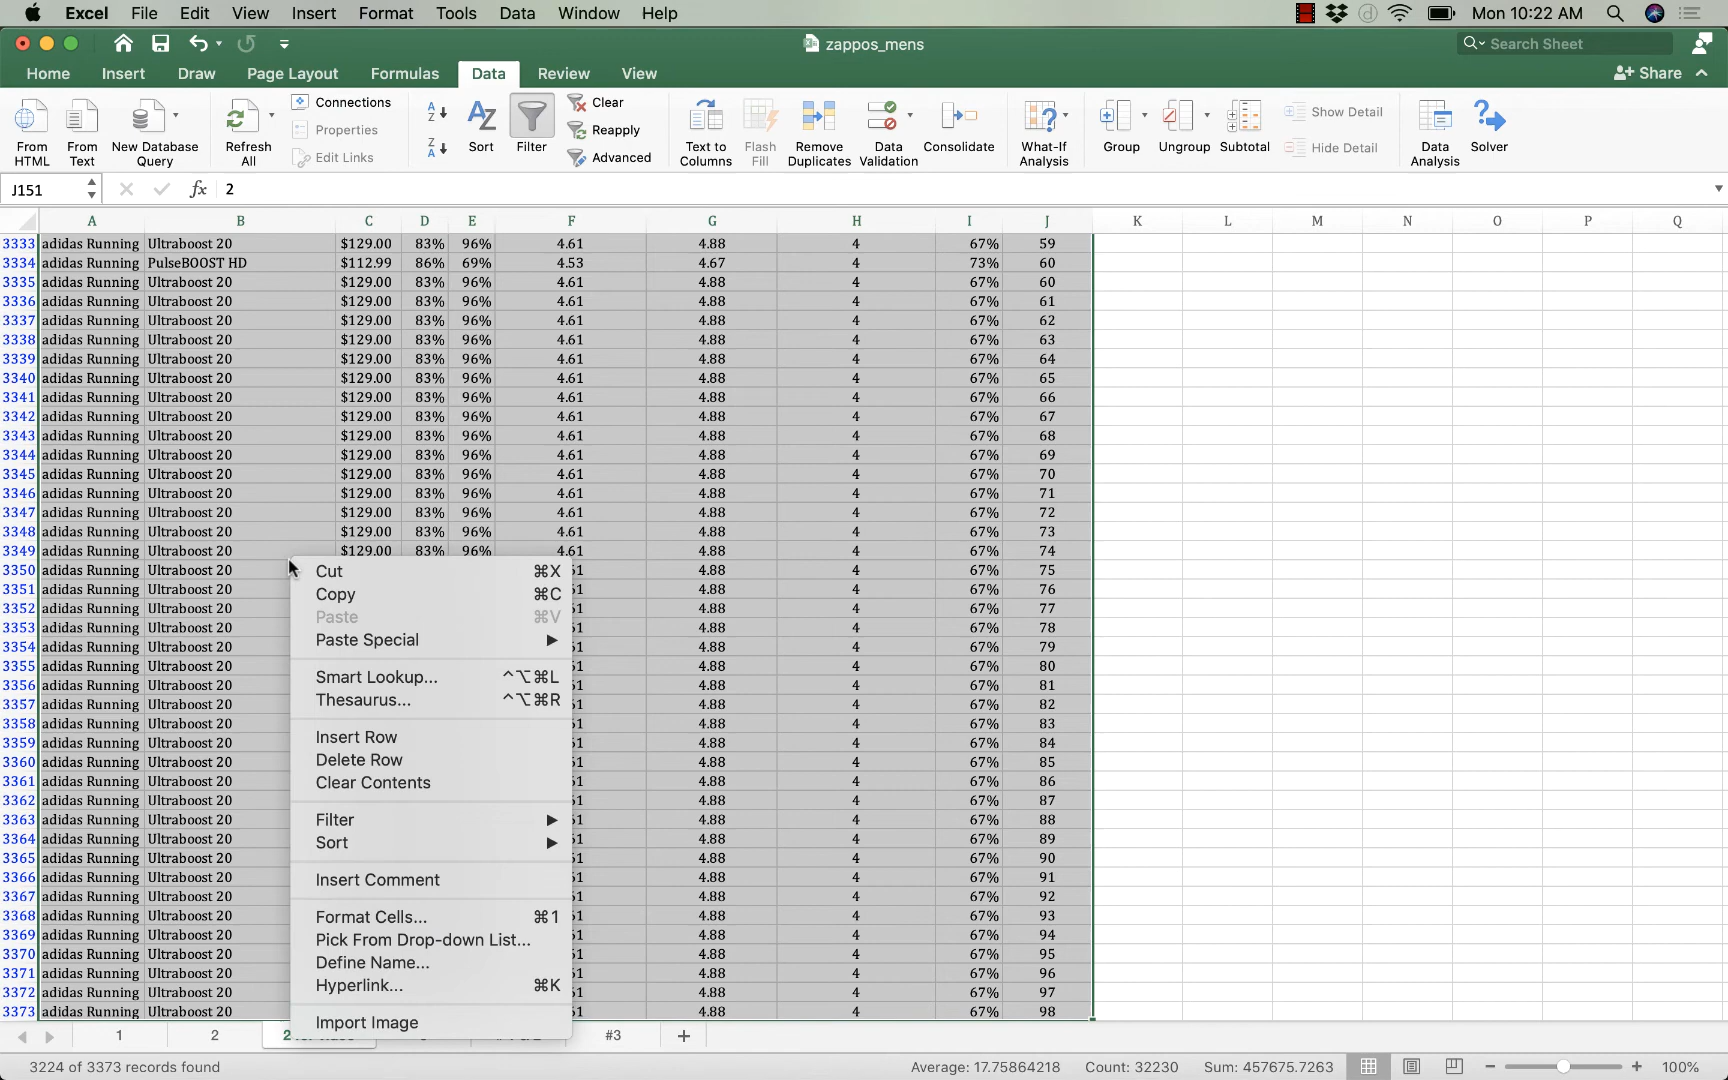 Excel File Edit View Insert Format Tools Data Window Help Mon 10:22 AM
zappos_mens Search Sheet
Home Insert Draw Page Layout Formulas Data Review View Share
From HTML From Text New Database Query Refresh All Connections Properties Edit Links Sort Filter Clear Reapply Advanced Text to Columns Flash Fill Remove Duplicates Data Validation Consolidate What-If Analysis Group Ungroup Subtotal Show Detail Hide Detail Data Analysis Solver
J151 fx 2
A B C D E F G H I J K L M N O P Q
3333 adidas Running Ultraboost 20 $129.00 83% 96% 4.61 4.88 4 67% 59
3334 adidas Running PulseBOOST HD $112.99 86% 69% 4.53 4.67 4 73% 60
3335 adidas Running Ultraboost 20 $129.00 83% 96% 4.61 4.88 4 67% 60
3336 adidas Running Ultraboost 20 $129.00 83% 96% 4.61 4.88 4 67% 61
3337 adidas Running Ultraboost 20 $129.00 83% 96% 4.61 4.88 4 67% 62
3338 adidas Running Ultraboost 20 $129.00 83% 96% 4.61 4.88 4 67% 63
3339 adidas Running Ultraboost 20 $129.00 83% 96% 4.61 4.88 4 67% 64
3340 adidas Running Ultraboost 20 $129.00 83% 96% 4.61 4.88 4 67% 65
3341 adidas Running Ultraboost 20 $129.00 83% 96% 4.61 4.88 4 67% 66
3342 adidas Running Ultraboost 20 $129.00 83% 96% 4.61 4.88 4 67% 67
3343 adidas Running Ultraboost 20 $129.00 83% 96% 4.61 4.88 4 67% 68
3344 adidas Running Ultraboost 20 $129.00 83% 96% 4.61 4.88 4 67% 69
3345 adidas Running Ultraboost 20 $129.00 83% 96% 4.61 4.88 4 67% 70
3346 adidas Running Ultraboost 20 $129.00 83% 96% 4.61 4.88 4 67% 71
3347 adidas Running Ultraboost 20 $129.00 83% 96% 4.61 4.88 4 67% 72
3348 adidas Running Ultraboost 20 $129.00 83% 96% 4.61 4.88 4 67% 73
3349 adidas Running Ultraboost 20 $129.00 83% 96% 4.61 4.88 4 67% 74
3350 adidas Running Ultraboost 20 51 4.88 4 67% 75
3351 adidas Running Ultraboost 20 51 4.88 4 67% 76
3352 adidas Running Ultraboost 20 51 4.88 4 67% 77
3353 adidas Running Ultraboost 20 51 4.88 4 67% 78
3354 adidas Running Ultraboost 20 51 4.88 4 67% 79
3355 adidas Running Ultraboost 20 51 4.88 4 67% 80
3356 adidas Running Ultraboost 20 51 4.88 4 67% 81
3357 adidas Running Ultraboost 20 51 4.88 4 67% 82
3358 adidas Running Ultraboost 20 51 4.88 4 67% 83
3359 adidas Running Ultraboost 20 51 4.88 4 67% 84
3360 adidas Running Ultraboost 20 51 4.88 4 67% 85
3361 adidas Running Ultraboost 20 51 4.88 4 67% 86
3362 adidas Running Ultraboost 20 51 4.88 4 67% 87
3363 adidas Running Ultraboost 20 51 4.88 4 67% 88
3364 adidas Running Ultraboost 20 51 4.88 4 67% 89
3365 adidas Running Ultraboost 20 51 4.88 4 67% 90
3366 adidas Running Ultraboost 20 51 4.88 4 67% 91
3367 adidas Running Ultraboost 20 51 4.88 4 67% 92
3368 adidas Running Ultraboost 20 51 4.88 4 67% 93
3369 adidas Running Ultraboost 20 51 4.88 4 67% 94
3370 adidas Running Ultraboost 20 51 4.88 4 67% 95
3371 adidas Running Ultraboost 20 51 4.88 4 67% 96
3372 adidas Running Ultraboost 20 51 4.88 4 67% 97
3373 adidas Running Ultraboost 20 51 4.88 4 67% 98
Cut ⌘X
Copy ⌘C
Paste ⌘V
Paste Special
Smart Lookup... ^⌥⌘L
Thesaurus... ^⌥⌘R
Insert Row
Delete Row
Clear Contents
Filter
Sort
Insert Comment
Format Cells... ⌘1
Pick From Drop-down List...
Define Name...
Hyperlink... ⌘K
Import Image
1 2 2 #3
3224 of 3373 records found Average: 17.75864218 Count: 32230 Sum: 457675.7263 100%